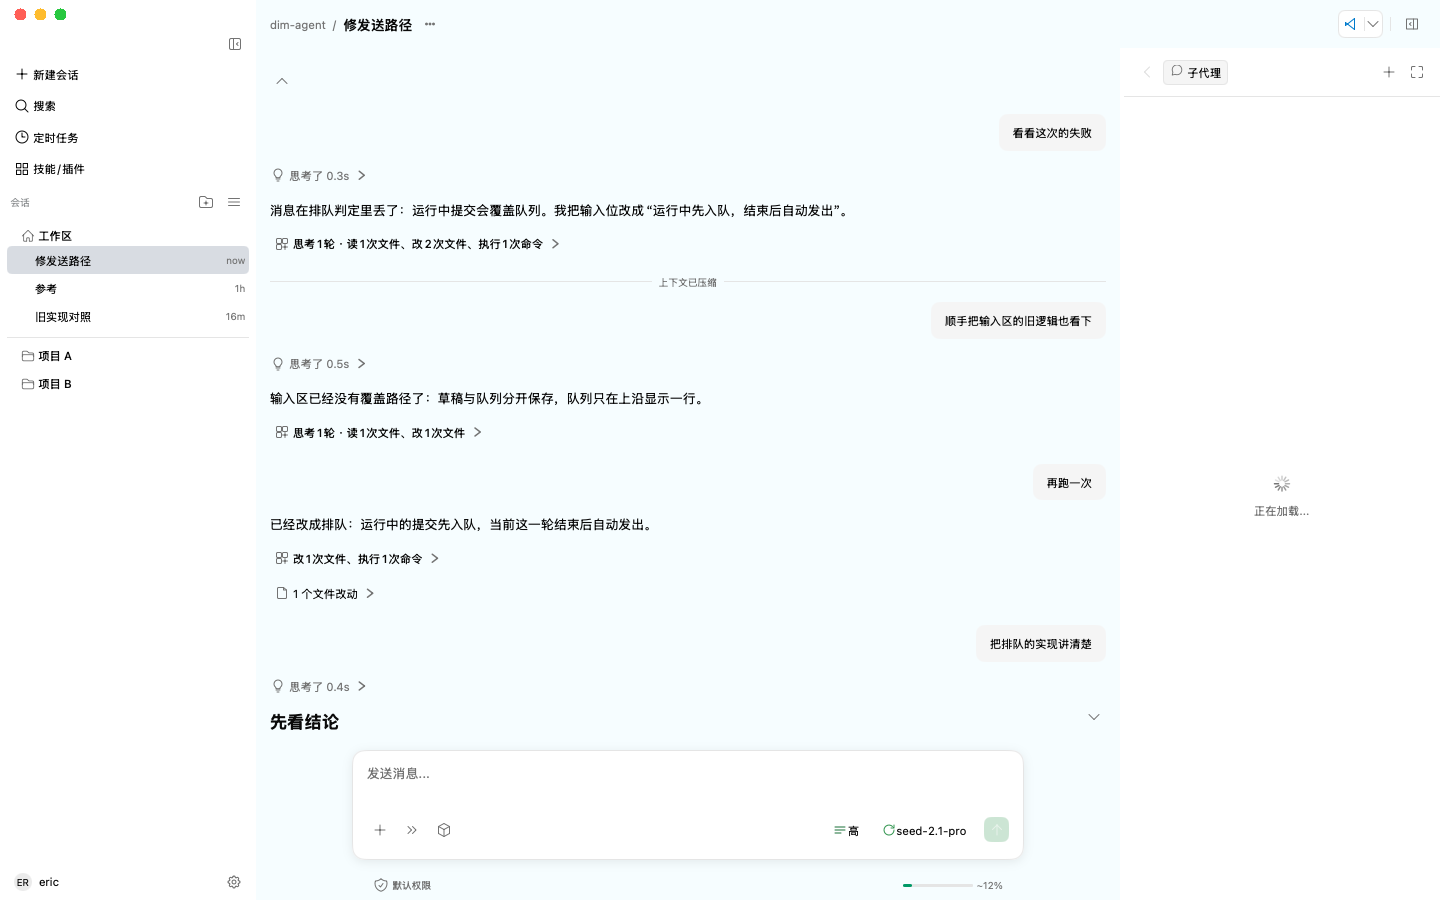 新建会话
搜索
定时任务
技能/插件
会话
工作区
修发送路径 now
参考 1h
旧实现对照 16m
项目 A
项目 B
ER eric
dim-agent / 修发送路径 ···
看看这次的失败
思考了 0.3s
消息在排队判定里丢了：运行中提交会覆盖队列。我把输入位改成“运行中先入队，结束后自动发出”。
思考1轮 · 读1次文件、改2次文件、执行1次命令
上下文已压缩
顺手把输入区的旧逻辑也看下
思考了 0.5s
输入区已经没有覆盖路径了：草稿与队列分开保存，队列只在上沿显示一行。
思考1轮 · 读1次文件、改1次文件
再跑一次
已经改成排队：运行中的提交先入队，当前这一轮结束后自动发出。
改1次文件、执行1次命令
1 个文件改动
把排队的实现讲清楚
思考了 0.4s
先看结论
发送消息...
高 seed-2.1-pro
默认权限 ~12%
子代理
正在加载...